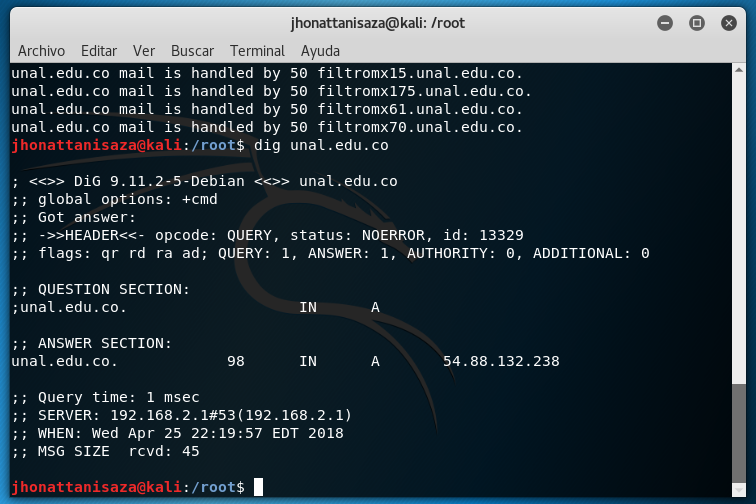 jhonattanisaza@kali: /root
Archivo Editar Ver Buscar Terminal Ayuda
unal.edu.co mail is handled by 50 filtromx15.unal.edu.co.
unal.edu.co mail is handled by 50 filtromx175.unal.edu.co.
unal.edu.co mail is handled by 50 filtromx61.unal.edu.co.
unal.edu.co mail is handled by 50 filtromx70.unal.edu.co.
jhonattanisaza@kali:/root$ dig unal.edu.co

; <<>> DiG 9.11.2-5-Debian <<>> unal.edu.co
;; global options: +cmd
;; Got answer:
;; ->>HEADER<<- opcode: QUERY, status: NOERROR, id: 13329
;; flags: qr rd ra ad; QUERY: 1, ANSWER: 1, AUTHORITY: 0, ADDITIONAL: 0

;; QUESTION SECTION:
;unal.edu.co. IN A

;; ANSWER SECTION:
unal.edu.co. 98 IN A 54.88.132.238

;; Query time: 1 msec
;; SERVER: 192.168.2.1#53(192.168.2.1)
;; WHEN: Wed Apr 25 22:19:57 EDT 2018
;; MSG SIZE rcvd: 45

jhonattanisaza@kali:/root$